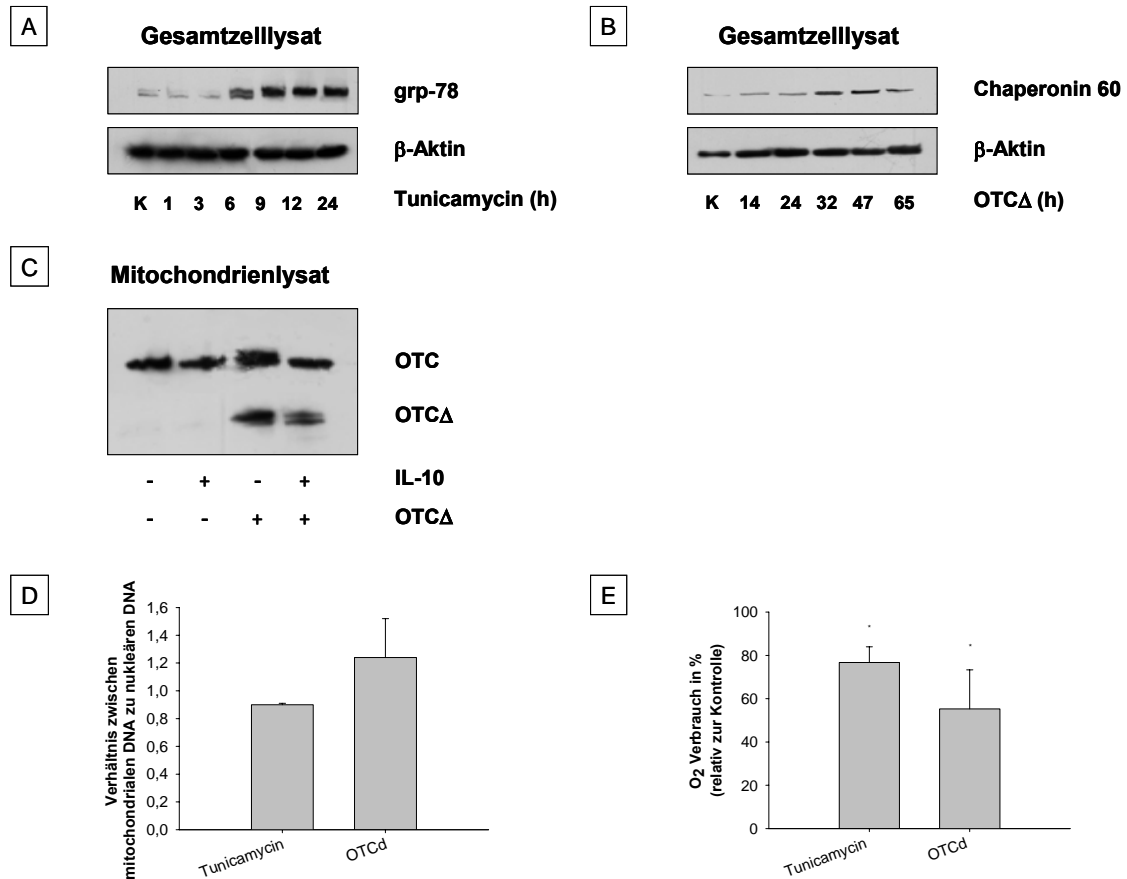 A
Gesamtzelllysat
grp-78
β-Aktin
K 1 3 6 9 12 24
Tunicamycin (h)
B
Gesamtzelllysat
Chaperonin 60
β-Aktin
K 14 24 32 47 65
OTCΔ (h)
C
Mitochondrienlysat
OTC
OTCΔ
- + - + IL-10
- - + + OTCΔ
D
Verhältnis zwischen
mitochondrialen DNA zu nukleären DNA
1,6
1,4
1,2
1,0
0,8
0,6
0,4
0,2
0,0
Tunicamycin
OTCd
E
O2 Verbrauch in %
(relativ zur Kontrolle)
100
80
60
40
20
0
*
*
Tunicamycin
OTCd